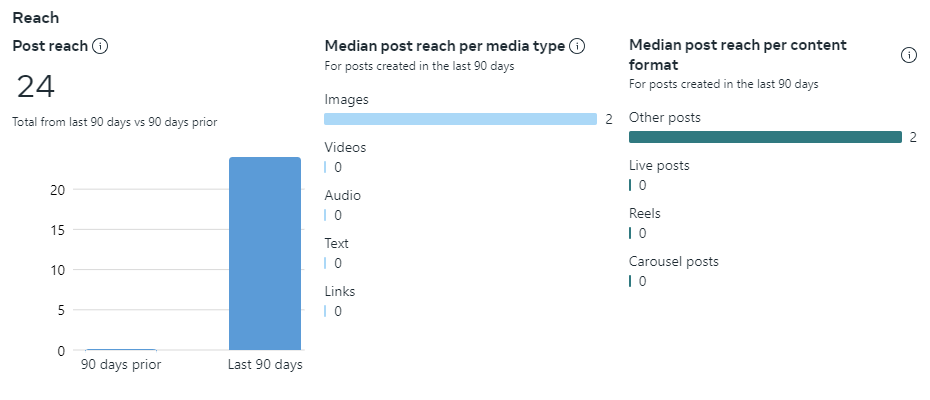 Reach
Post reach
24
Total from last 90 days vs 90 days prior
20
15
10
5
0
90 days prior
Last 90 days
Median post reach per media type
For posts created in the last 90 days
Images
2
Videos
0
Audio
0
Text
0
Links
0
Median post reach per content
format
For posts created in the last 90 days
Other posts
2
Live posts
0
Reels
0
Carousel posts
0